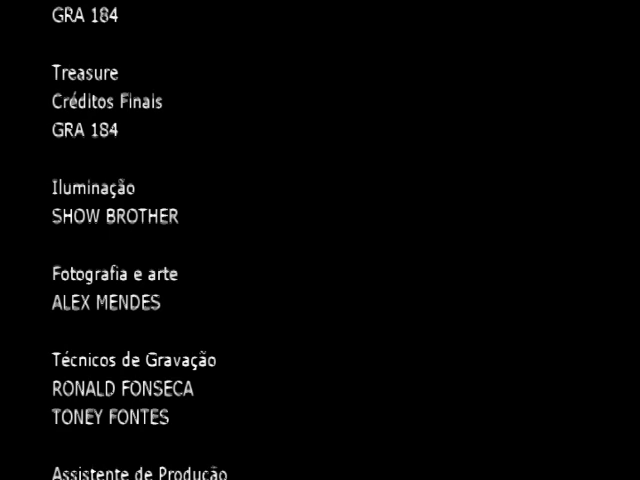 GRA 184
Treasure
Créditos Finais
GRA 184
Iluminação
SHOW BROTHER
Fotografia e arte
ALEX MENDES
Técnicos de Gravação
RONALD FONSECA
TONEY FONTES
Assistente de Produção